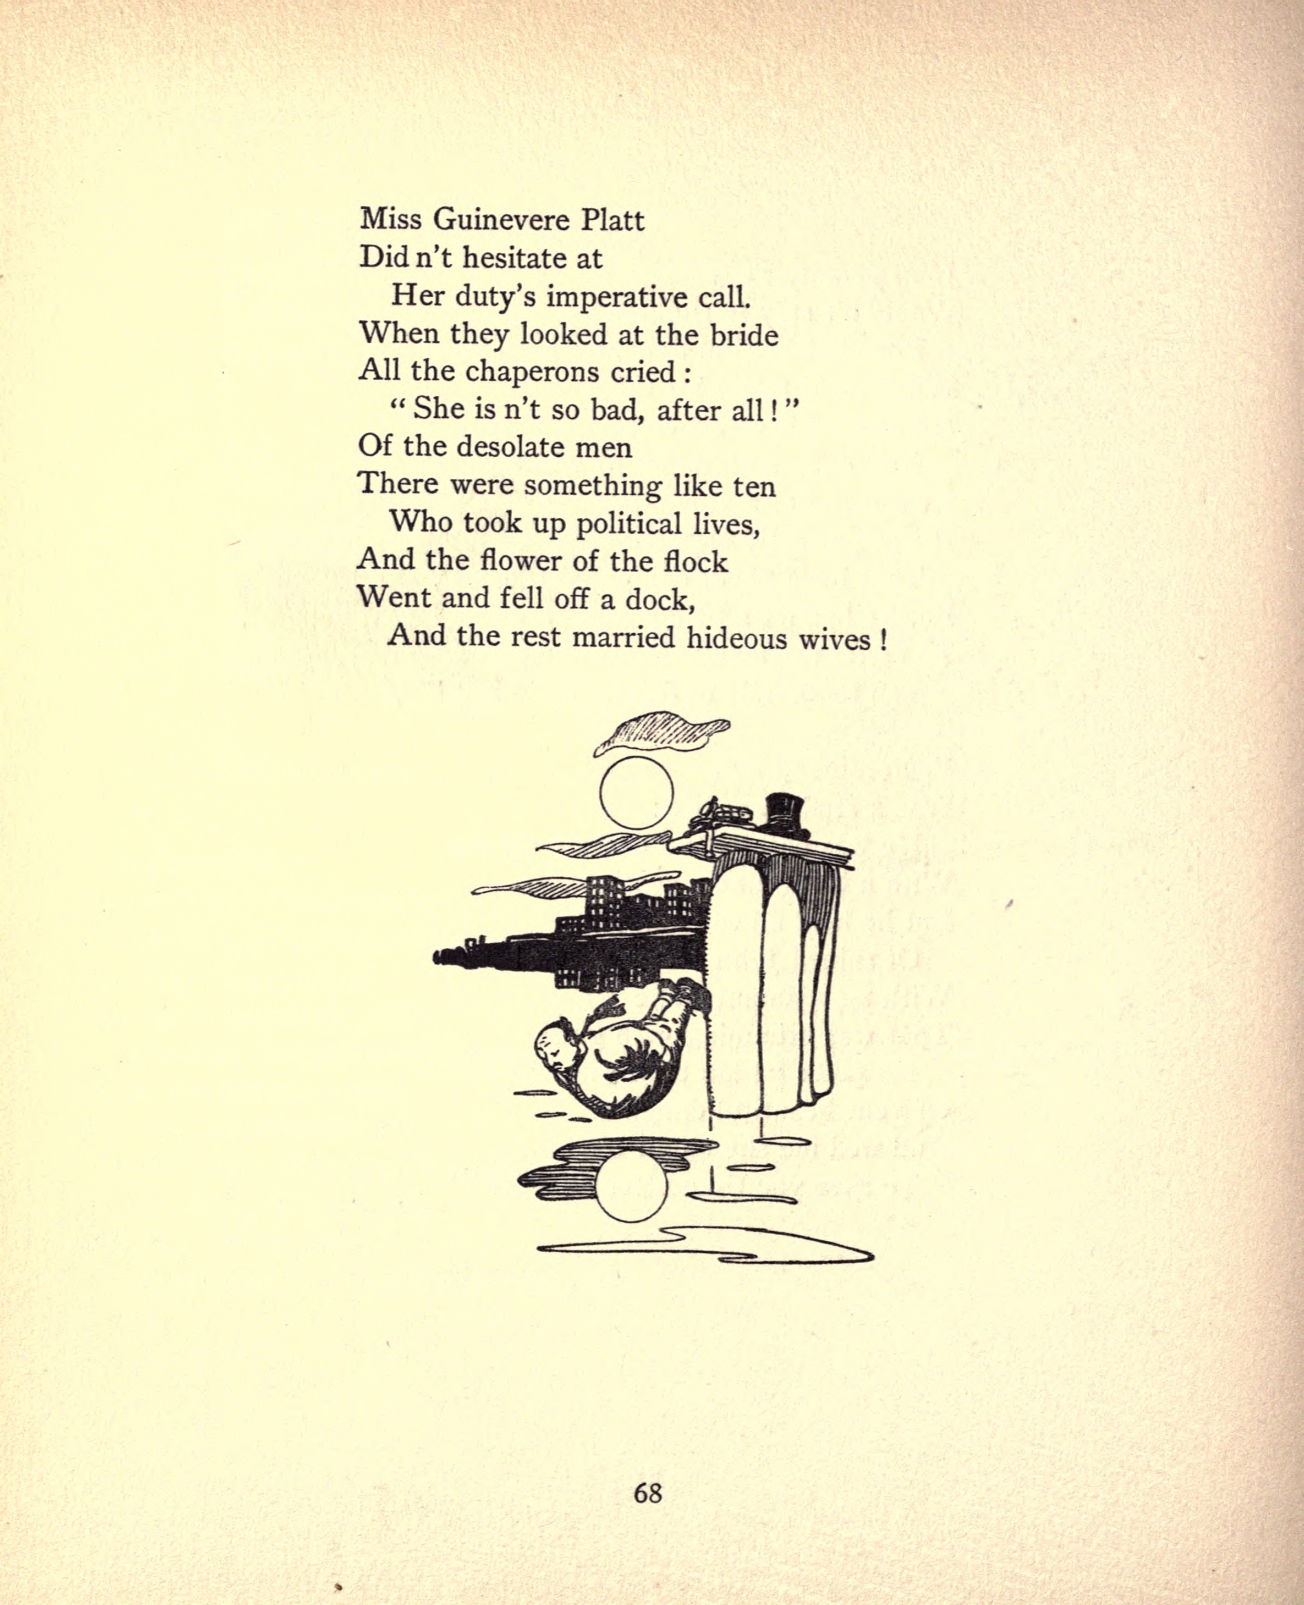 Miss Guinevere Platt
Did n't hesitate at
Her duty's imperative call.
When they looked at the bride
All the chaperons cried :
“ She is n't so bad, after all ! ”
Of the desolate men
There were something like ten
Who took up political lives,
And the flower of the flock
Went and fell off a dock,
And the rest married hideous wives !
68